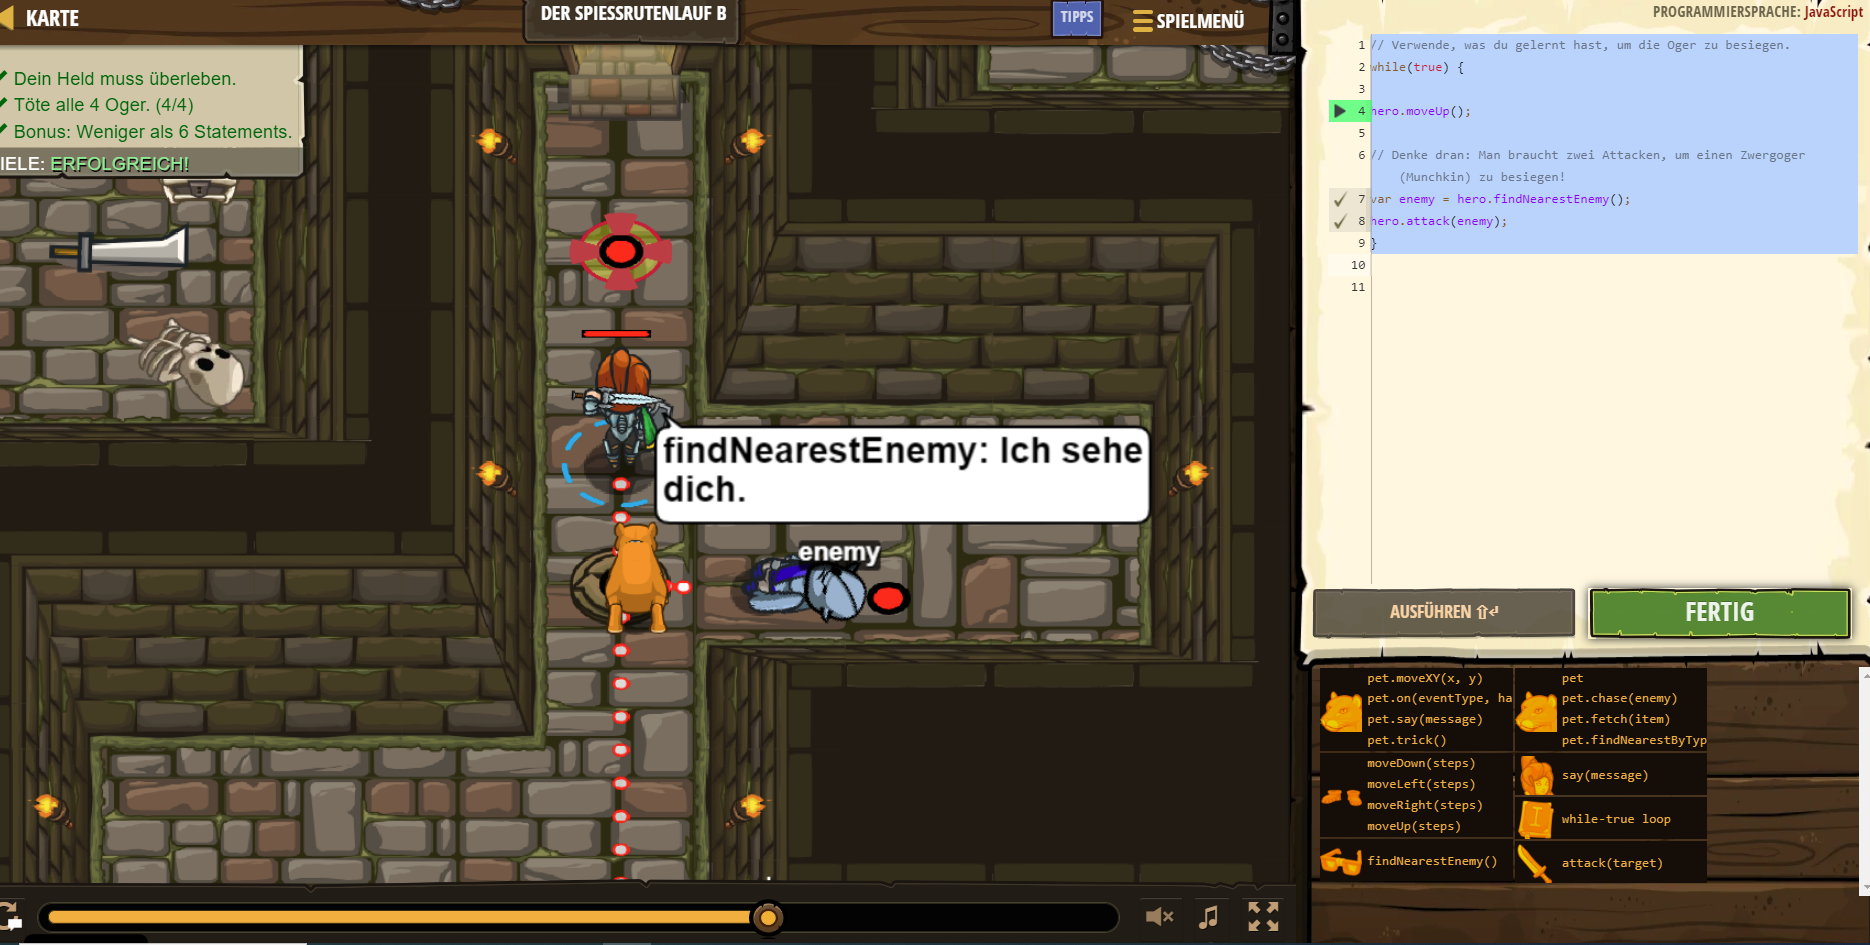 KARTE
DER SPIESSRUTENLAUF B
TIPPS
SPIELMENÜ
PROGRAMMIERSPRACHE: JavaScript
Dein Held muss überleben.
Töte alle 4 Oger. (4/4)
Bonus: Weniger als 6 Statements.
IELE: ERFOLGREICH!
findNearestEnemy: Ich sehe
dich.
enemy
1 // Verwende, was du gelernt hast, um die Oger zu besiegen.
2 while(true) {
3
4 hero.moveUp();
5
6 // Denke dran: Man braucht zwei Attacken, um einen Zwergoger
(Munchkin) zu besiegen!
7 var enemy = hero.findNearestEnemy();
8 hero.attack(enemy);
9 }
10
11
AUSFÜHREN ⇧↵
FERTIG
pet.moveXY(x, y)
pet.on(eventType, ha
pet.say(message)
pet.trick()
moveDown(steps)
moveLeft(steps)
moveRight(steps)
moveUp(steps)
findNearestEnemy()
pet
pet.chase(enemy)
pet.fetch(item)
pet.findNearestByTyp
say(message)
while-true loop
attack(target)